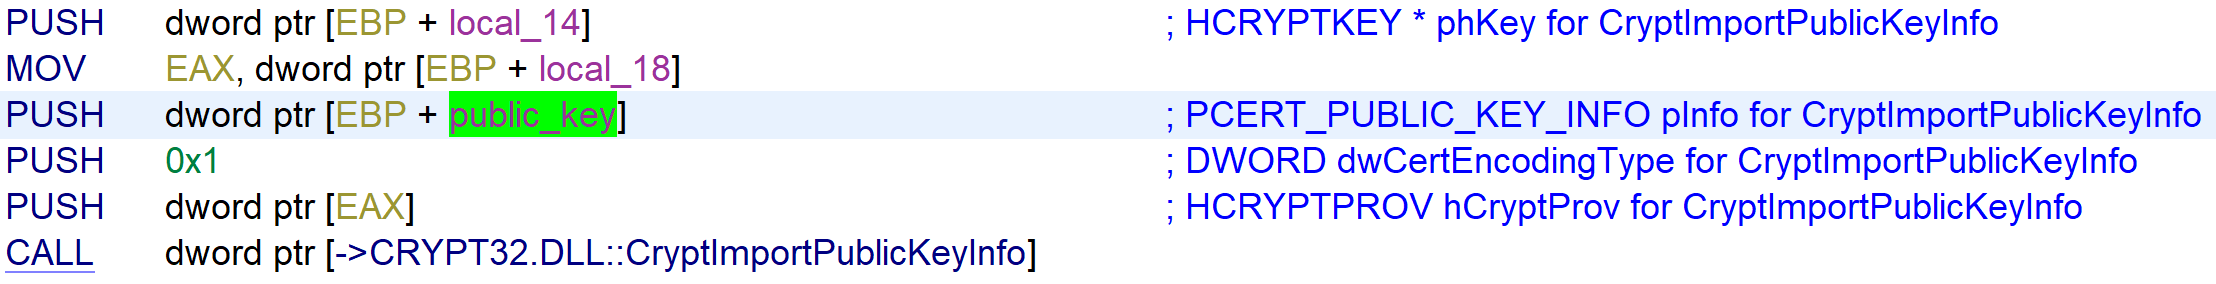 PUSH dword ptr [EBP + local_14] ; HCRYPTKEY * phKey for CryptImportPublicKeyInfo
MOV EAX, dword ptr [EBP + local_18]
PUSH dword ptr [EBP + public_key] ; PCERT_PUBLIC_KEY_INFO pInfo for CryptImportPublicKeyInfo
PUSH 0x1 ; DWORD dwCertEncodingType for CryptImportPublicKeyInfo
PUSH dword ptr [EAX] ; HCRYPTPROV hCryptProv for CryptImportPublicKeyInfo
CALL dword ptr [->CRYPT32.DLL::CryptImportPublicKeyInfo]